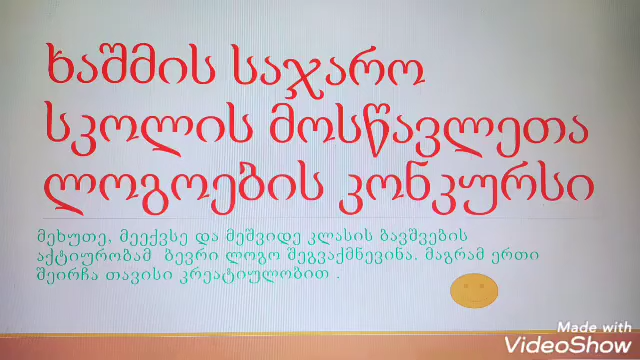 ხაშმის საჯარო
სკოლის მოსწავლეთა
ლოგოების კონკურსი
მეხუთე, მეექვსე და მეშვიდე კლასის ბავშვების
აქტიურობამ ბევრი ლოგო შეგვაქმნევინა. მაგრამ ერთი
შეირჩა თავისი კრეატიულობით .
Made with
VideoShow